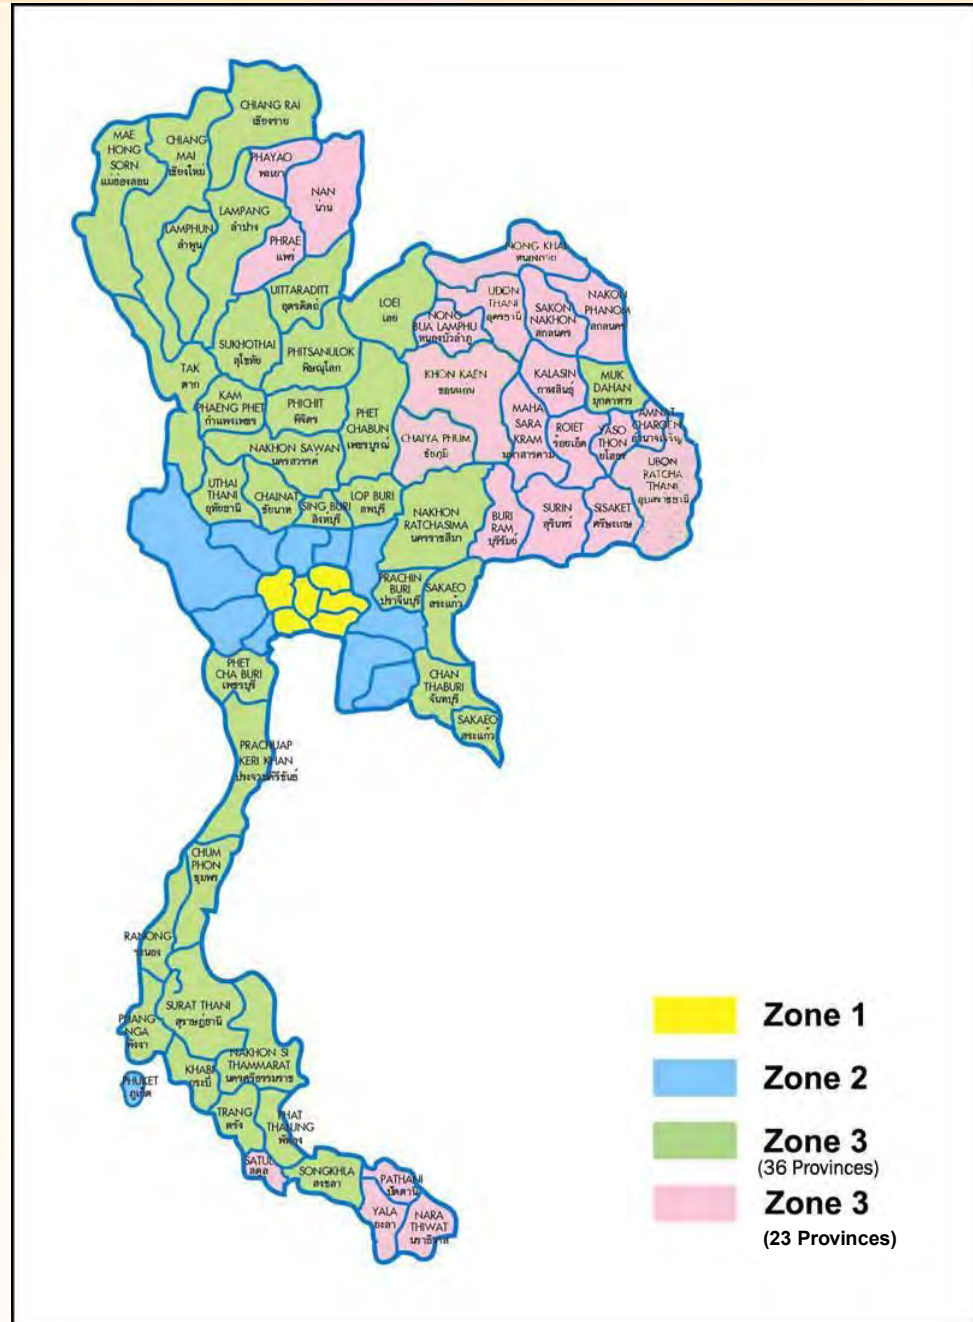 CHIANG RAI
เชียงราย
MAE
HONG
SORN
แม่ฮ่องสอน
CHIANG
MAI
เชียงใหม่
PHAYAO
พะเยา
NAN
น่าน
LAMPANG
ลำปาง
LAMPHUN
ลำพูน
PHRAE
แพร่
UITTARADITT
อุตรดิตถ์
LOEI
เลย
NONG KHAI
UDON
THANI
อุดรธานี
NONG
BUA LAMPHU
หนองบัวลำภู
SAKON
NAKHON
สกลนคร
NAKON
PHANOM
สกลนคร
SUKHOTHAI
สุโขทัย
PHITSANULOK
พิษณุโลก
TAK
ตาก
KHON KAEN
ขอนแก่น
KALASIN
กาฬสินธุ์
MUK
DAHAN
มุกดาหาร
KAM
PHAENG PHET
กำแพงเพชร
PHICHIT
พิจิตร
PHET
CHABUN
เพชรบูรณ์
CHAIYA PHUM
ชัยภูมิ
MAHA
SARA
KRAM
มหาสารคาม
ROIET
ร้อยเอ็ด
YASO
THON
ยโสธร
AMNAT
CHAROEN
อำนาจเจริญ
NAKHON SAWAN
นครสวรรค์
UBON
RATCHA
THANI
อุบลราชธานี
UTHAI
THANI
อุทัยธานี
CHAINAT
ชัยนาท
SING BURI
สิงห์บุรี
LOP BURI
ลพบุรี
NAKHON
RATCHASIMA
นครราชสีมา
BURI
RAM
บุรีรัมย์
SURIN
สุรินทร์
SISAKET
ศรีษะเกษ
PRACHIN
BURI
ปราจีนบุรี
SAKAEO
สระแก้ว
PHET
CHA BURI
เพชรบุรี
CHAN
THABURI
จันทบุรี
SAKAEO
สระแก้ว
PRACHUAP
KERI KHAN
ประจวบคีรีขันธ์
CHUM
PHON
ชุมพร
RANONG
ระนอง
SURAT THANI
สุราษฎ์ธานี
PHANG
NGA
พังงา
NAKHON SI
THAMMARAT
นครศรีธรรมราช
KHABI
กระบี่
PHUKET
ภูเก็ต
TRANG
ตรัง
PHAT
THALUNG
SATUL
สตูล
SONGKHLA
สงขลา
PATHANI
ปัตตานี
YALA
ยะลา
NARA
THIWAT
นราธิวาส
Zone 1
Zone 2
Zone 3
(36 Provinces)
Zone 3
(23 Provinces)